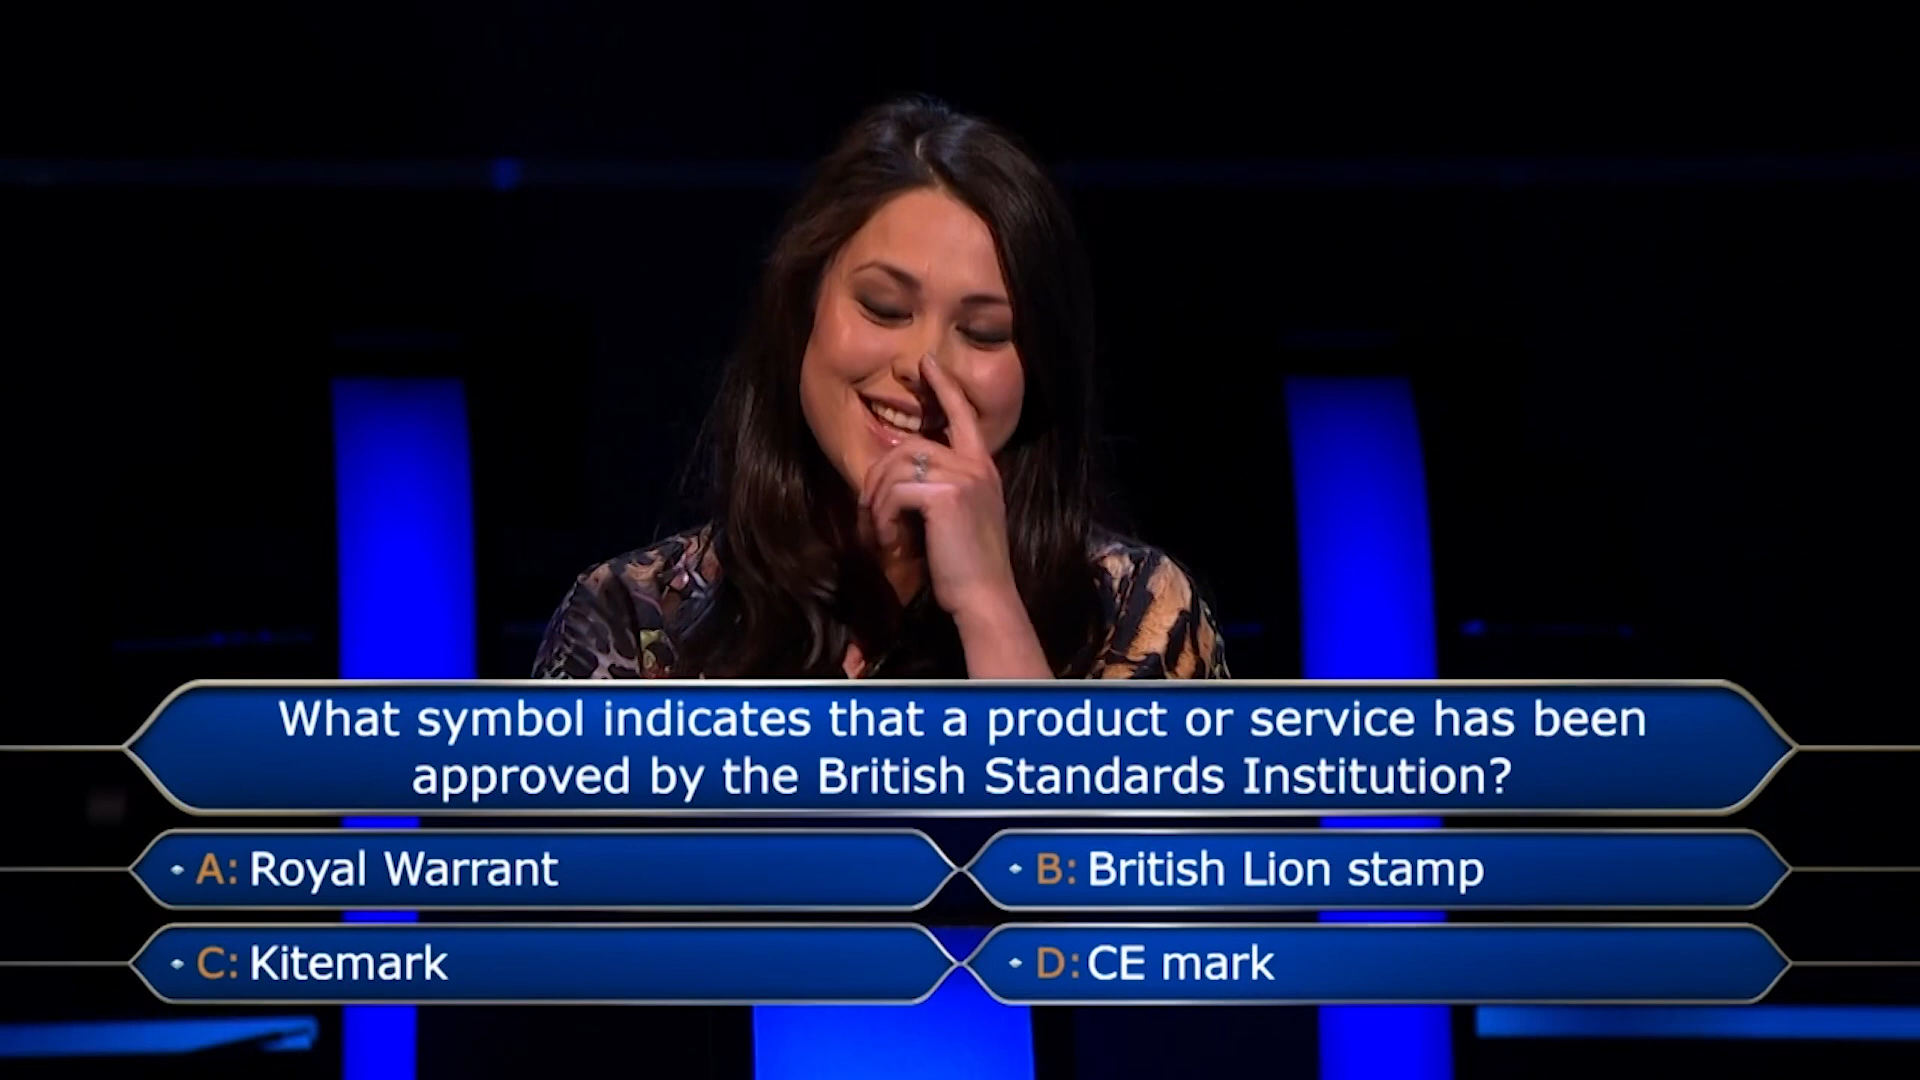 What symbol indicates that a product or service has been
approved by the British Standards Institution?
A: Royal Warrant
B: British Lion stamp
C: Kitemark
D: CE mark